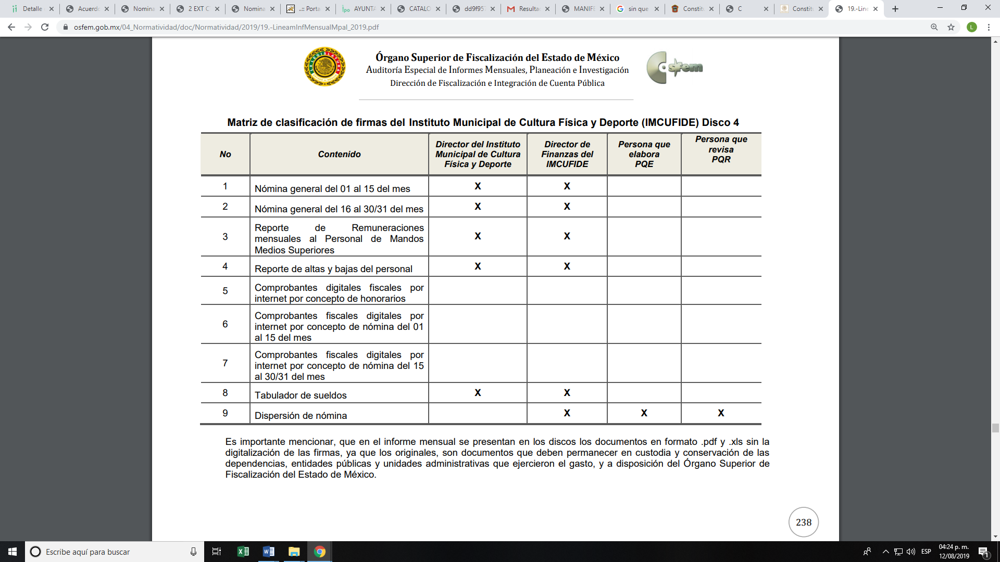 Detalle
Acuerdo
Nomina
2 EXT C
Nomina
..:: Porta
AYUNTA
CATALO
dd9f957
Resulta
MANIFE
sin que
Constitu
C
Constitu
19.-Line
osfem.gob.mx/04_Normatividad/doc/Normatividad/2019/19.-LineamInfMensualMpal_2019.pdf
L
LX LEGISLATURA
Órgano Superior de Fiscalización del Estado de México
Auditoría Especial de Informes Mensuales, Planeación e Investigación
Dirección de Fiscalización e Integración de Cuenta Pública
osfem
Matriz de clasificación de firmas del Instituto Municipal de Cultura Física y Deporte (IMCUFIDE) Disco 4
No
Contenido
Director del Instituto
Municipal de Cultura
Física y Deporte
Director de
Finanzas del
IMCUFIDE
Persona que
elabora
PQE
Persona que
revisa
PQR
1 Nómina general del 01 al 15 del mes X X
2 Nómina general del 16 al 30/31 del mes X X
3 Reporte de Remuneraciones
mensuales al Personal de Mandos
Medios Superiores X X
4 Reporte de altas y bajas del personal X X
5 Comprobantes digitales fiscales por
internet por concepto de honorarios
6 Comprobantes fiscales digitales por
internet por concepto de nómina del 01
al 15 del mes
7 Comprobantes fiscales digitales por
internet por concepto de nómina del 15
al 30/31 del mes
8 Tabulador de sueldos X X
9 Dispersión de nómina X X X
Es importante mencionar, que en el informe mensual se presentan en los discos los documentos en formato .pdf y .xls sin la
digitalización de las firmas, ya que los originales, son documentos que deben permanecer en custodia y conservación de las
dependencias, entidades públicas y unidades administrativas que ejercieron el gasto, y a disposición del Órgano Superior de
Fiscalización del Estado de México.
238
Escribe aquí para buscar
ESP
04:24 p. m.
12/08/2019
1